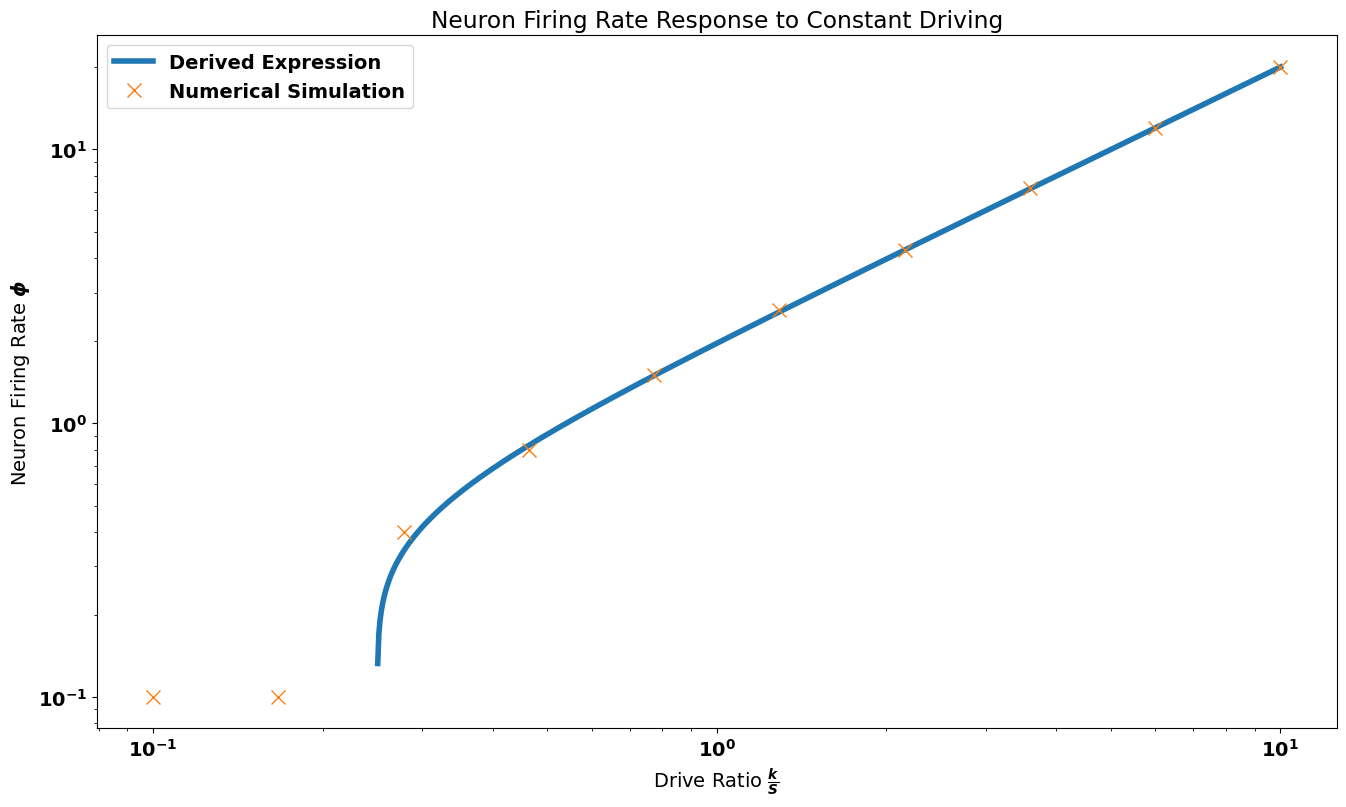 Neuron Firing Rate Response to Constant Driving
Derived Expression
Numerical Simulation
Neuron Firing Rate ϕ
10¹
10⁰
10⁻¹
10⁻¹ 10⁰ 10¹
Drive Ratio k/s